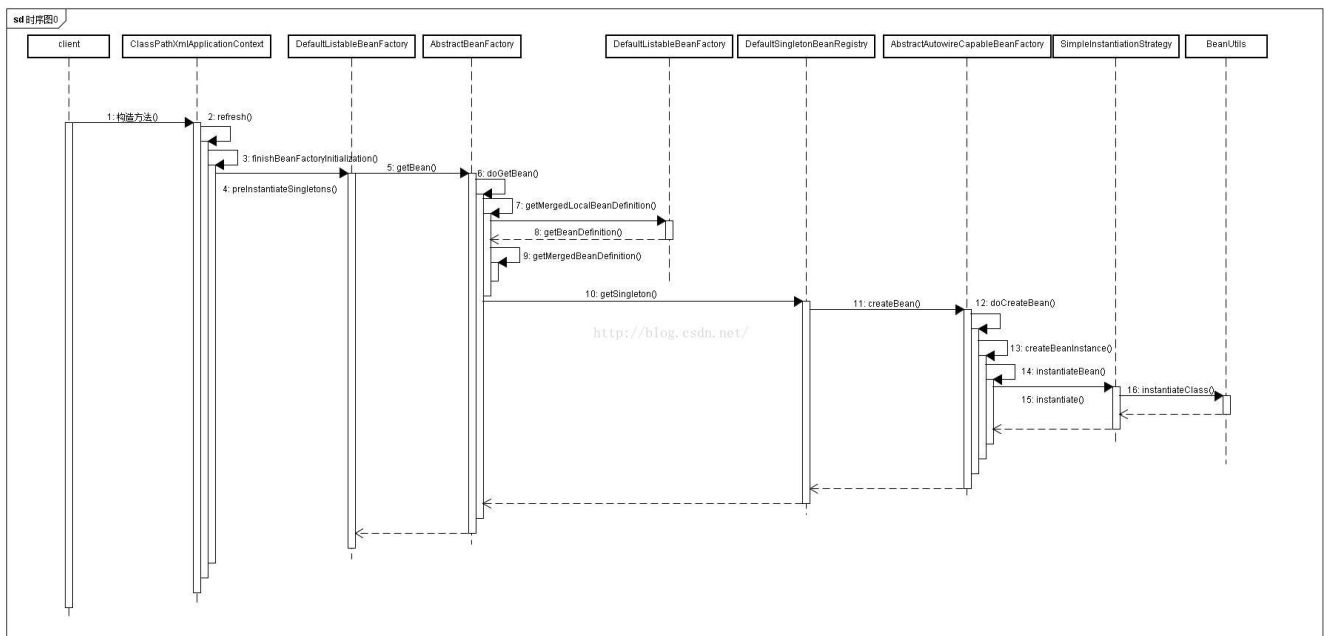 sd 时序图0
client
ClassPathXmlApplicationContext
DefaultListableBeanFactory
AbstractBeanFactory
DefaultListableBeanFactory
DefaultSingletonBeanRegistry
AbstractAutowireCapableBeanFactory
SimpleInstantiationStrategy
BeanUtils
1: 构造方法()
2: refresh()
3: finishBeanFactoryInitialization()
4: preInstantiateSingletons()
5: getBean()
6: doGetBean()
7: getMergedLocalBeanDefinition()
8: getBeanDefinition()
9: getMergedBeanDefinition()
10: getSingleton()
11: createBean()
12: doCreateBean()
13: createBeanInstance()
14: instantiateBean()
15: instantiate()
16: instantiateClass()
http://blog.csdn.net/